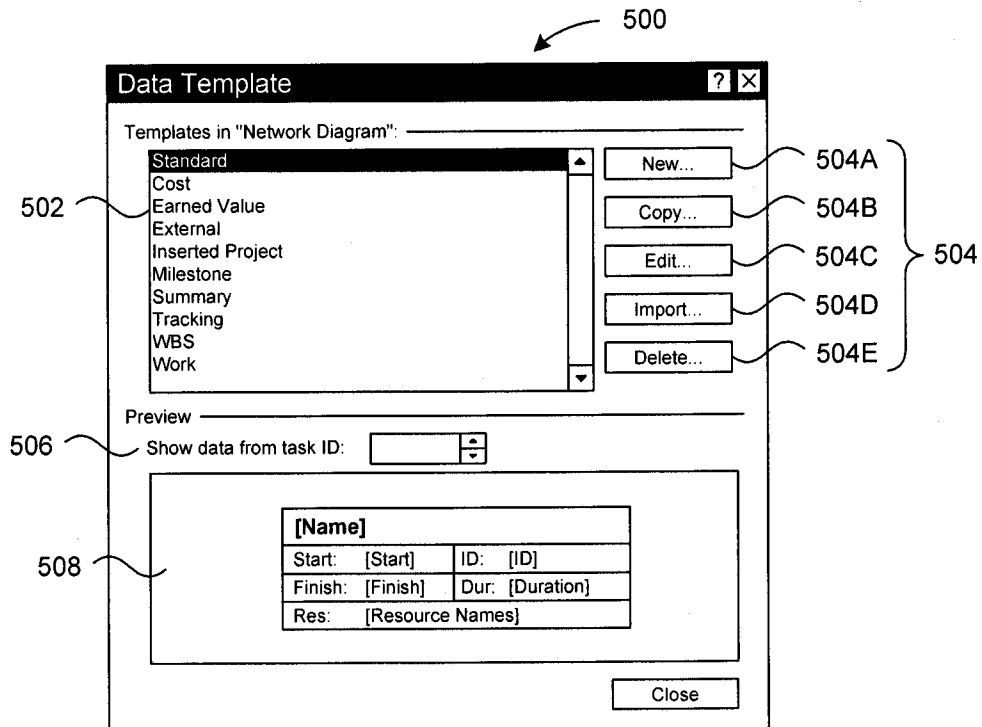 500
Data Template ? X
Templates in "Network Diagram":
Standard
Cost
Earned Value
External
Inserted Project
Milestone
Summary
Tracking
WBS
Work
502
New...
Copy...
Edit...
Import...
Delete...
504A
504B
504C
504D
504E
504
Preview
506
Show data from task ID:
508
[Name]
Start: [Start] ID: [ID]
Finish: [Finish] Dur: [Duration}
Res: [Resource Names}
Close